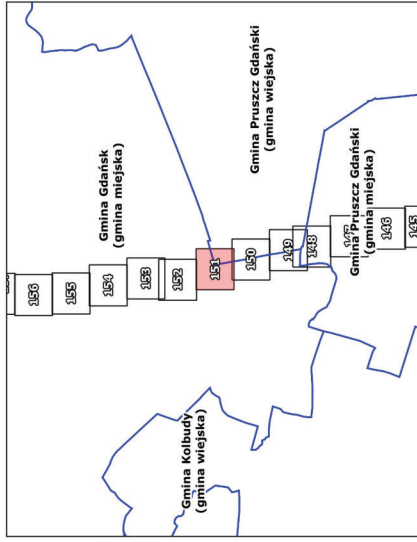 Gmina Gdańsk
(gmina miejska)
Gmina Pruszcz Gdański
(gmina wiejska)
Gmina Kolbudy
(gmina wiejska)
Gmina Pruszcz Gdański
(gmina miejska)
156
155
154
153
152
151
150
149
148
147
146
145